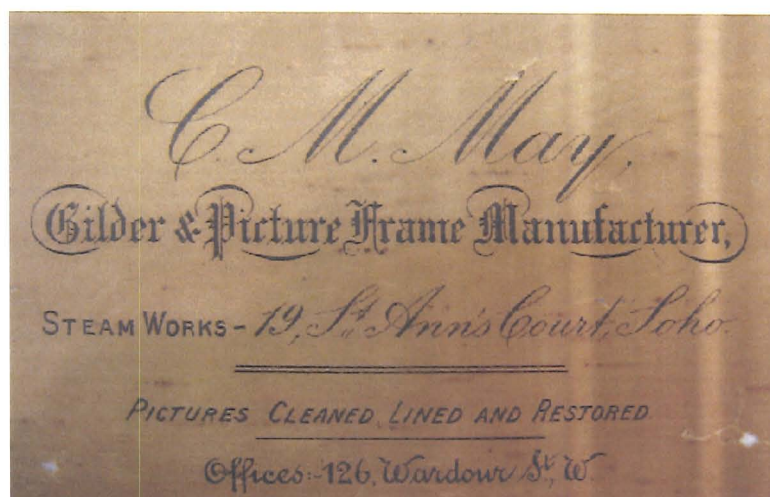 C. M. May,
Gilder & Picture Frame Manufacturer,
STEAM WORKS - 19, St. Ann's Court, Soho.
PICTURES CLEANED, LINED AND RESTORED
Offices:- 126, Wardour St., W.